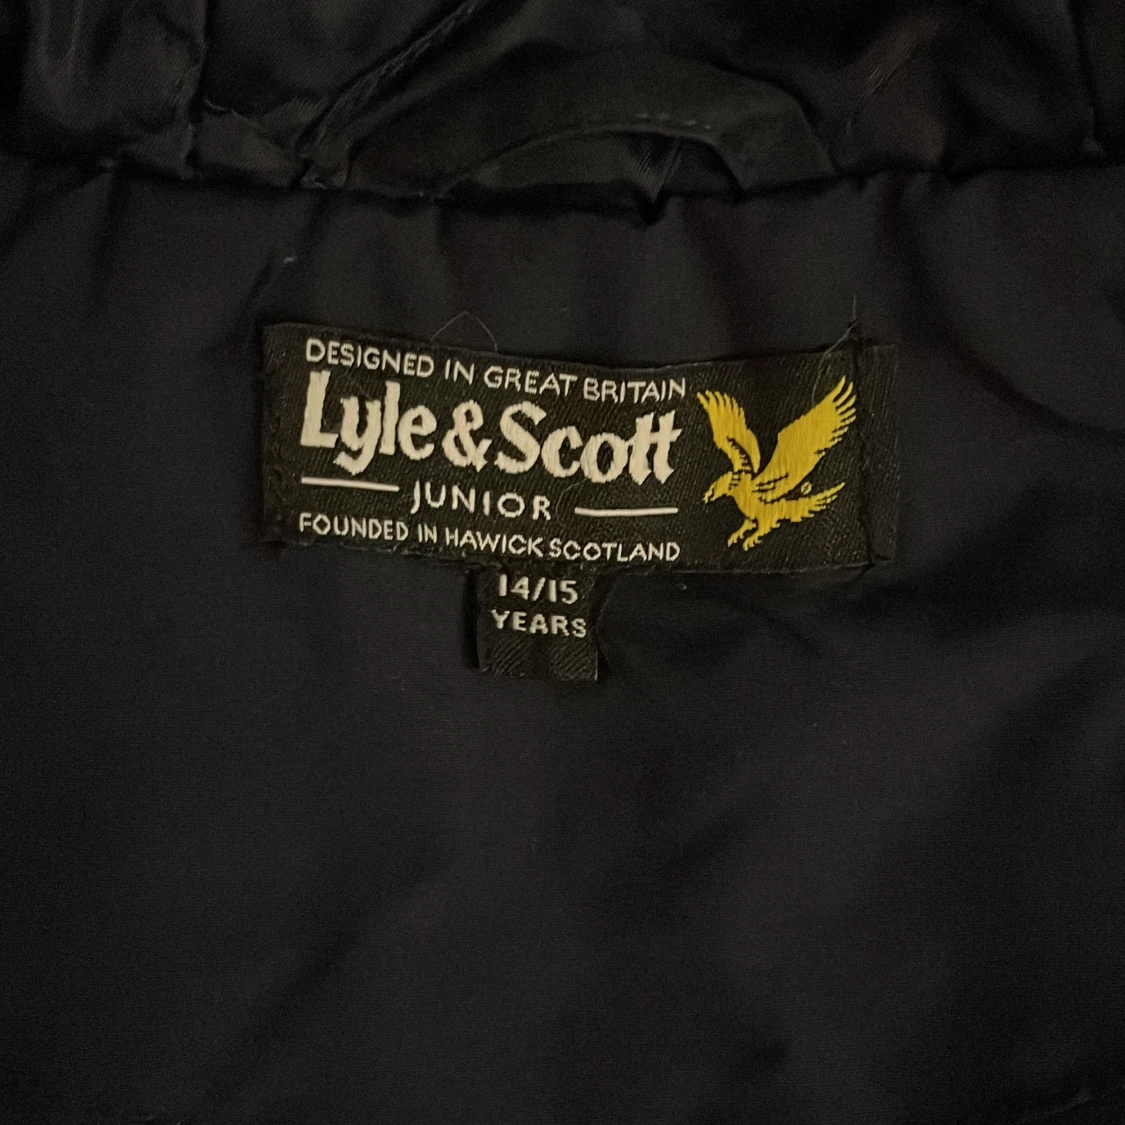 DESIGNED IN GREAT BRITAIN
Lyle & Scott
JUNIOR
FOUNDED IN HAWICK SCOTLAND
14/15
YEARS